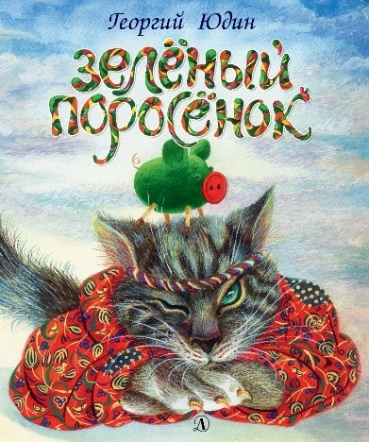 Георгий Юдин
зелёный
поросёнок
Д